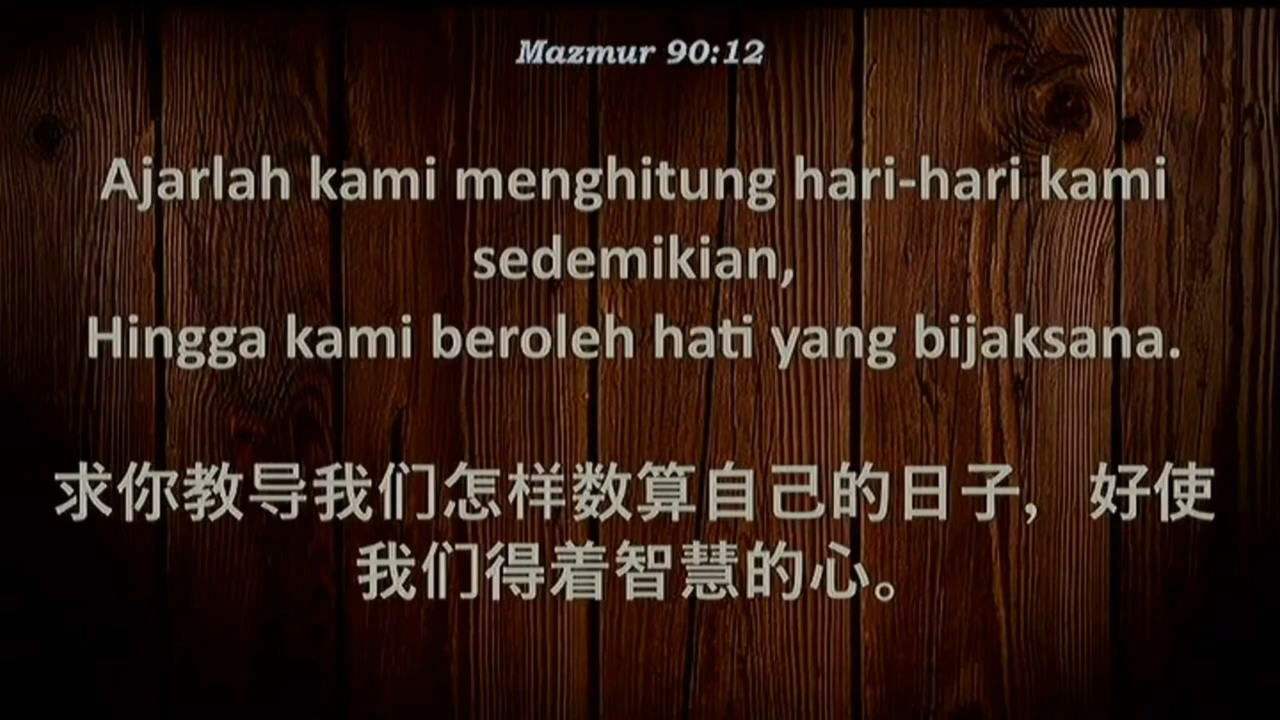 Mazmur 90:12
Ajarlah kami menghitung hari-hari kami
sedemikian,
Hingga kami beroleh hati yang bijaksana.
求你教导我们怎样数算自己的日子， 好使
我们得着智慧的心。